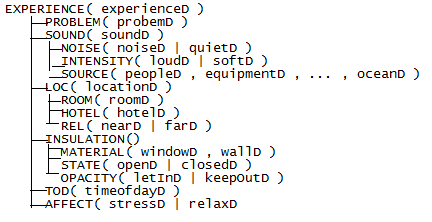 EXPERIENCE( experienceD )
PROBLEM( probemD )
SOUND( soundD )
NOISE( noiseD | quietD )
INTENSITY( loudD | softD )
SOURCE( peopleD , equipmentD , ... , oceanD )
LOC( locationD )
ROOM( roomD )
HOTEL( hotelD )
REL( nearD | farD )
INSULATION()
MATERIAL( windowD , wallD )
STATE( openD | closedD )
OPACITY( letInD | keepOutD )
TOD( timeofdayD )
AFFECT( stressD | relaxD